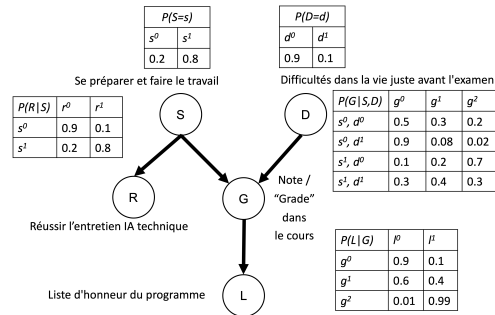 P(S=s)
s⁰ s¹
0.2 0.8
P(D=d)
d⁰ d¹
0.9 0.1
Se préparer et faire le travail
Difficultés dans la vie juste avant l'examen
P(R|S) r⁰ r¹
s⁰ 0.9 0.1
s¹ 0.2 0.8
S
D
P(G|S,D) g⁰ g¹ g²
s⁰, d⁰ 0.5 0.3 0.2
s⁰, d¹ 0.9 0.08 0.02
s¹, d⁰ 0.1 0.2 0.7
s¹, d¹ 0.3 0.4 0.3
R
G
Note /
"Grade"
dans
le cours
Réussir l'entretien IA technique
P(L|G) l⁰ l¹
g⁰ 0.9 0.1
g¹ 0.6 0.4
g² 0.01 0.99
Liste d'honneur du programme
L